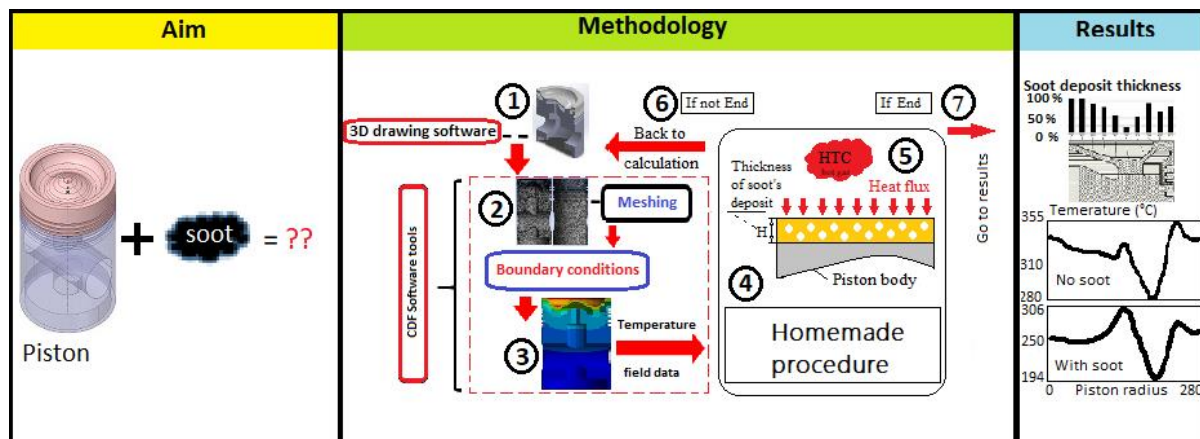 Aim
Piston
soot
= ??
Methodology
1
3D drawing software
2
Meshing
Boundary conditions
3
CDF Software tools
Temperature
field data
6
If not End
Back to
calculation
If End
7
Go to results
HTC
5
Thickness
of soot's
deposit
Heat flux
H
4
Piston body
Homemade
procedure
Results
Soot deposit thickness
100 %
50 %
0 %
Temerature (°C)
355
310
280
No soot
306
250
194
With soot
0 Piston radius 280